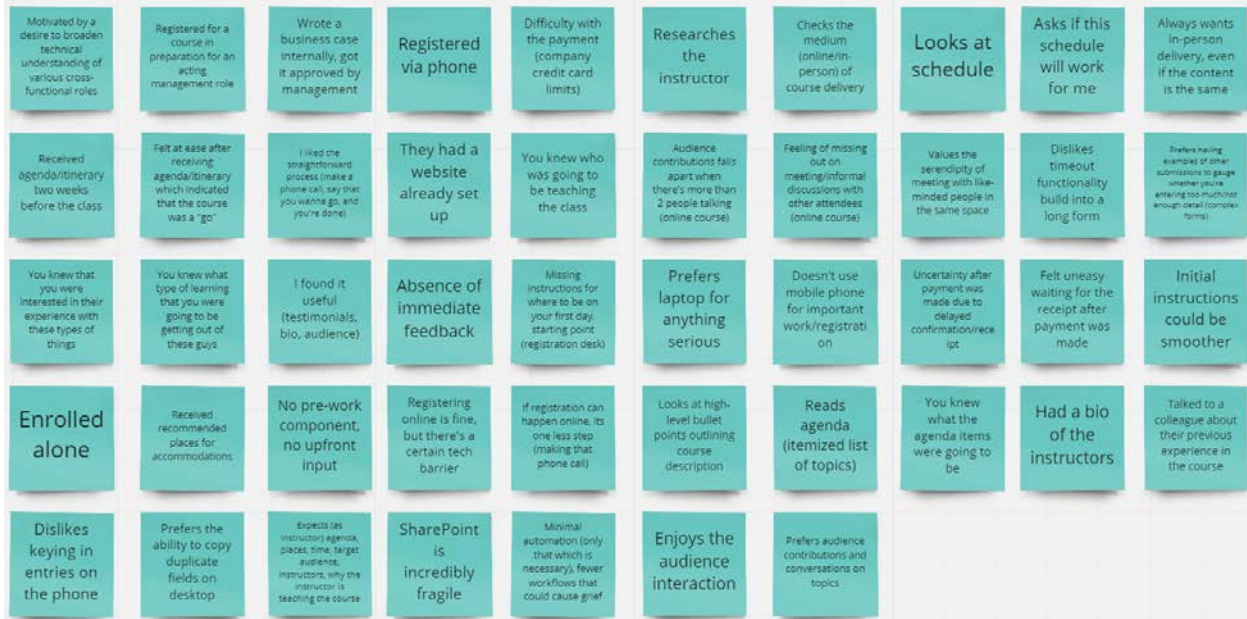 Motivated by a
desire to broaden
technical
understanding of
various cross-
functional roles
Registered for a
course in
preparation for an
acting
management role
Wrote a
business case
internally, got
it approved by
management
Registered
via phone
Difficulty with
the payment
(company
credit card
limits)
Researches
the
instructor
Checks the
medium
(online/in-
person) of
course delivery
Looks at
schedule
Asks if this
schedule
will work
for me
Always wants
in-person
delivery, even
if the content
is the same
Received
agenda/itinerary
two weeks
before the class
Felt at ease after
receiving
agenda/itinerary
which indicated
that the course
was a "go"
I liked the
straightforward
process (make a
phone call, say that
you wanna go, and
you're done)
They had a
website
already set
up
You knew who
was going to
be teaching
the class
Audience
contributions falls
apart when
there's more than
2 people talking
(online course)
Feeling of missing
out on
meeting/informal
discussions with
other attendees
(online course)
Values the
serendipity of
meeting with like-
minded people in
the same space
Dislikes
timeout
functionality
build into a
long form
Prefers having
examples of other
submissions to gauge
whether you're
entering too much/not
enough detail (complex
forms)
You knew that
you were
interested in their
experience with
these types of
things
You knew what
type of learning
that you were
going to be
getting out of
these guys
I found it
useful
(testimonials,
bio, audience)
Absence of
immediate
feedback
Missing
instructions for
where to be on
your first day,
starting point
(registration desk)
Prefers
laptop for
anything
serious
Doesn't use
mobile phone
for important
work/registrati
on
Uncertainty after
payment was
made due to
delayed
confirmation/rece
ipt
Felt uneasy
waiting for the
receipt after
payment was
made
Initial
instructions
could be
smoother
Enrolled
alone
Received
recommended
places for
accommodations
No pre-work
component,
no upfront
input
Registering
online is fine,
but there's a
certain tech
barrier
If registration can
happen online, its
one less step
(making that
phone call)
Looks at high-
level bullet
points outlining
course
description
Reads
agenda
(itemized list
of topics)
You knew
what the
agenda items
were going to
be
Had a bio
of the
instructors
Talked to a
colleague about
their previous
experience in
the course
Dislikes
keying in
entries on
the phone
Prefers the
ability to copy
duplicate
fields on
desktop
Expects (as
instructor) agenda,
places, time, target
audience,
instructors, why the
instructor is
teaching the course
SharePoint
is
incredibly
fragile
Minimal
automation (only
that which is
necessary), fewer
workflows that
could cause grief
Enjoys the
audience
interaction
Prefers audience
contributions and
conversations on
topics